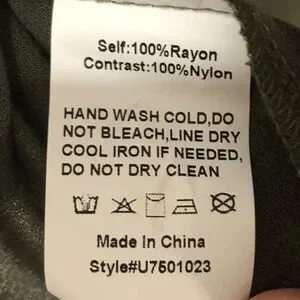 Self:100%Rayon
Contrast:100%Nylon
HAND WASH COLD,DO
NOT BLEACH,LINE DRY
COOL IRON IF NEEDED,
DO NOT DRY CLEAN
Made In China
Style#U7501023